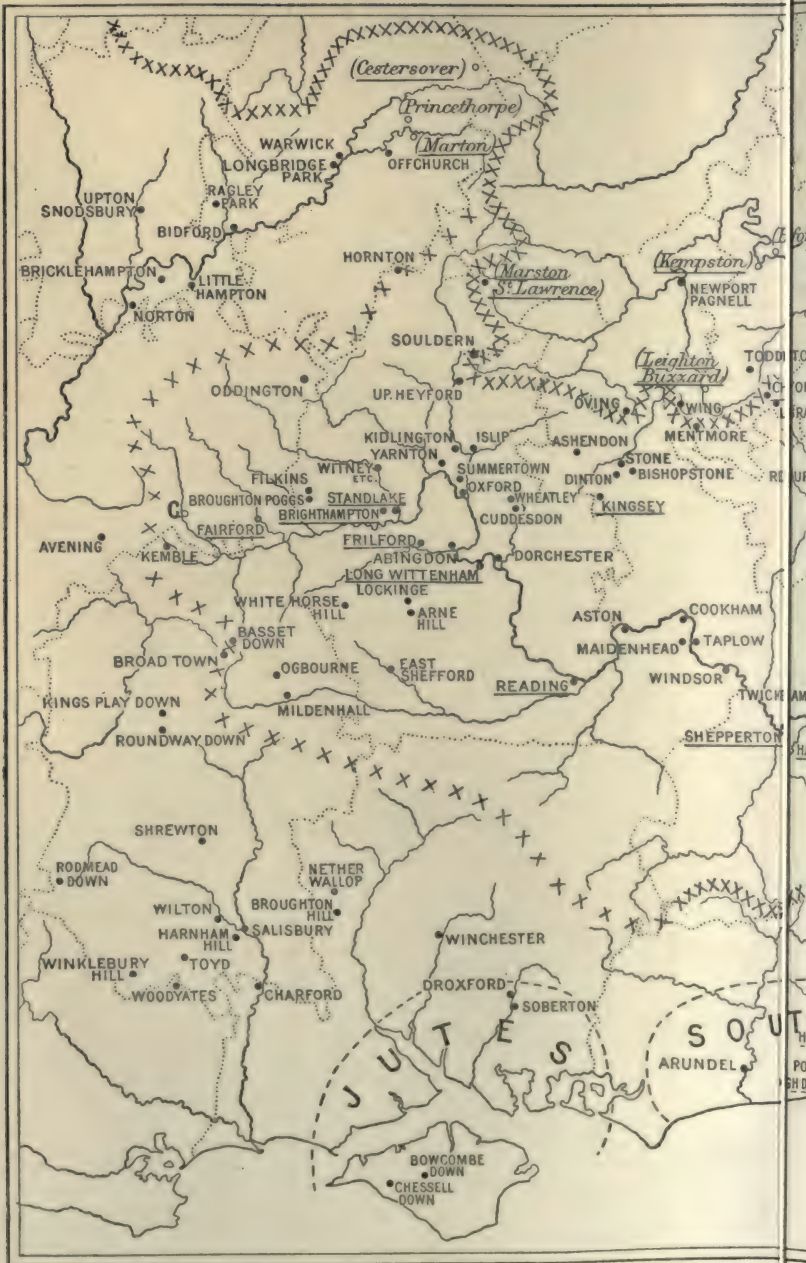 (Cestersover)
(Princethorpe)
WARWICK
(Marton)
LONGBRIDGE
PARK
OFFCHURCH
UPTON
SNODSBURY
RAGLEY
PARK
BIDFORD
HORNTON
BRICKLEHAMPTON
LITTLE
HAMPTON
NORTON
(Marston
St. Lawrence)
(Kempston)
NEWPORT
PAGNELL
SOULDERN
(Leighton
Buzzard)
ODDINGTON
UP. HEYFORD
OVING
WING
MENTMORE
KIDLINGTON
ISLIP
ASHENDON
YARNTON
WITNEY
ETC.
SUMMERTOWN
STONE
DINTON
BISHOPSTONE
FILKINS
BROUGHTON POGGS
STANDLAKE
OXFORD
WHEATLEY
C
BRIGHTHAMPTON
CUDDESDON
KINGSEY
FAIRFORD
AVENING
KEMBLE
FRILFORD
ABINGDON
DORCHESTER
LONG WITTENHAM
LOCKINGE
WHITE HORSE
HILL
ARNE
HILL
ASTON
COOKHAM
BASSET
DOWN
MAIDENHEAD
TAPLOW
BROAD TOWN
OGBOURNE
EAST
SHEFFORD
READING
WINDSOR
KINGS PLAY DOWN
MILDENHALL
ROUNDWAY DOWN
SHEPPERTON
SHREWTON
RODMEAD
DOWN
NETHER
WALLOP
BROUGHTON
HILL
WILTON
HARNHAM
HILL
SALISBURY
WINCHESTER
WINKLEBURY
HILL
TOYD
WOODYATES
CHARFORD
DROXFORD
SOBERTON
JUTES
SOUT
ARUNDEL
BOWCOMBE
DOWN
CHESSELL
DOWN